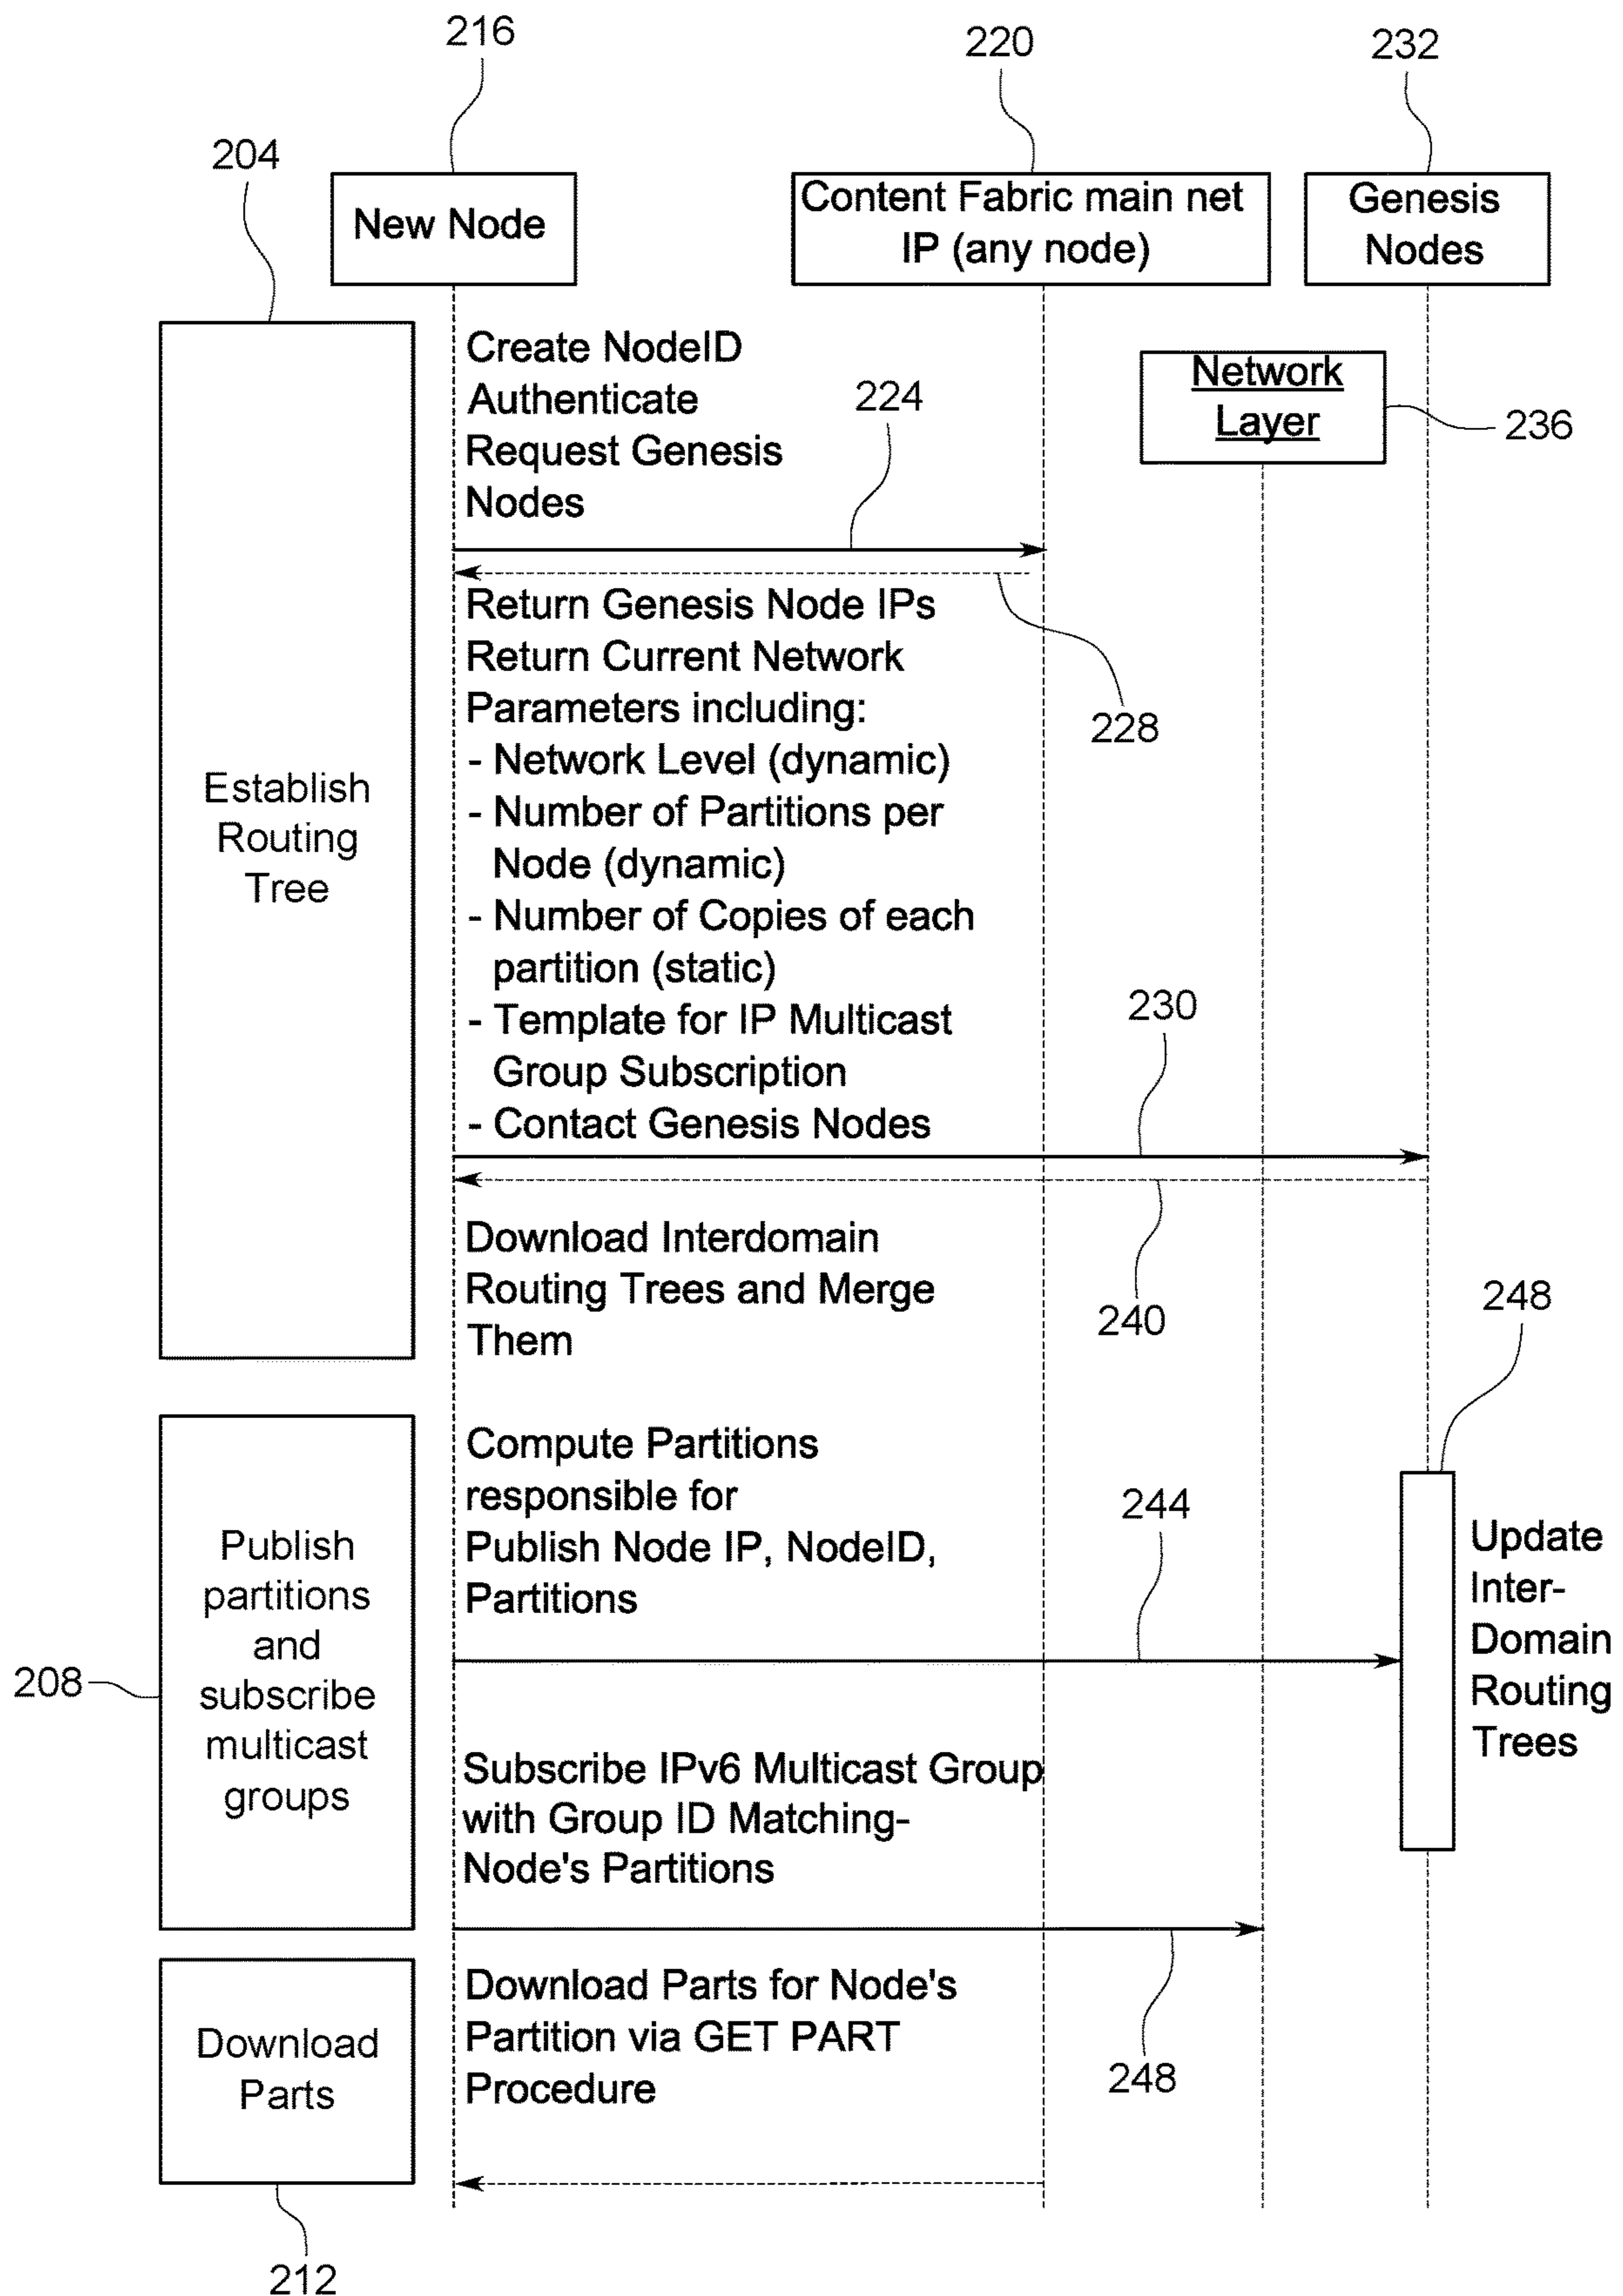 216
220
232
204
New Node
Content Fabric main net
IP (any node)
Genesis
Nodes
Create NodeID
Authenticate
Request Genesis
Nodes
224
Network
Layer
236
Return Genesis Node IPs
Return Current Network
Parameters including:
- Network Level (dynamic)
- Number of Partitions per
Node (dynamic)
- Number of Copies of each
partition (static)
- Template for IP Multicast
Group Subscription
- Contact Genesis Nodes
228
Establish
Routing
Tree
230
Download Interdomain
Routing Trees and Merge
Them
240
248
Compute Partitions
responsible for
Publish Node IP, NodeID,
Partitions
244
Publish
partitions
and
subscribe
multicast
groups
208
Update
Inter-
Domain
Routing
Trees
Subscribe IPv6 Multicast Group
with Group ID Matching-
Node's Partitions
Download Parts for Node's
Partition via GET PART
Procedure
248
Download
Parts
212